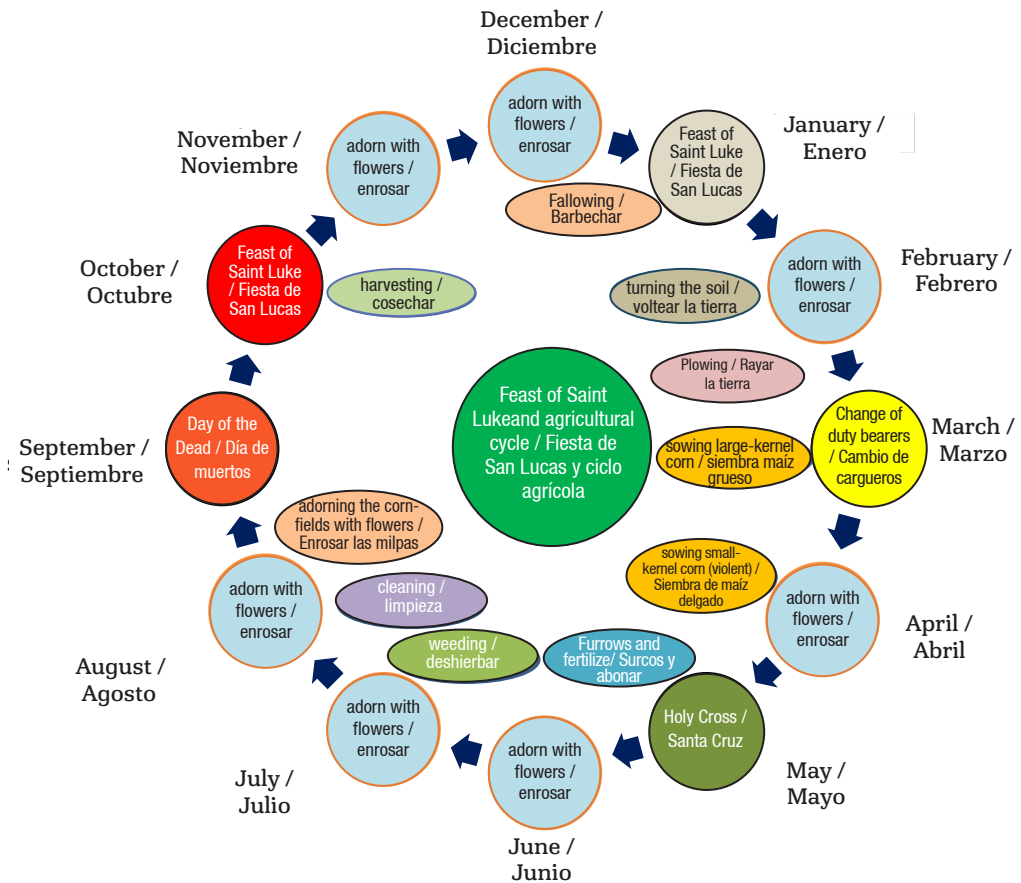 December /
Diciembre
adorn with
flowers /
enrosar
January /
Enero
Feast of
Saint Luke
/ Fiesta de
San Lucas
Fallowing /
Barbechar
February /
Febrero
adorn with
flowers /
enrosar
turning the soil /
voltear la tierra
Plowing / Rayar
la tierra
March /
Marzo
Change of
duty bearers
/ Cambio de
cargueros
sowing large-kernel
corn / siembra maíz
grueso
April /
Abril
adorn with
flowers /
enrosar
sowing small-
kernel corn (violent) /
Siembra de maíz
delgado
May /
Mayo
Holy Cross /
Santa Cruz
Furrows and
fertilize/ Surcos y
abonar
June /
Junio
adorn with
flowers /
enrosar
weeding /
deshierbar
July /
Julio
adorn with
flowers /
enrosar
cleaning /
limpieza
August /
Agosto
adorn with
flowers /
enrosar
adorning the corn-
fields with flowers /
Enrosar las milpas
September /
Septiembre
Day of the
Dead / Día de
muertos
October /
Octubre
Feast of
Saint Luke
/ Fiesta de
San Lucas
harvesting /
cosechar
November /
Noviembre
adorn with
flowers /
enrosar
Feast of Saint
Lukeand agricultural
cycle / Fiesta de
San Lucas y ciclo
agrícola